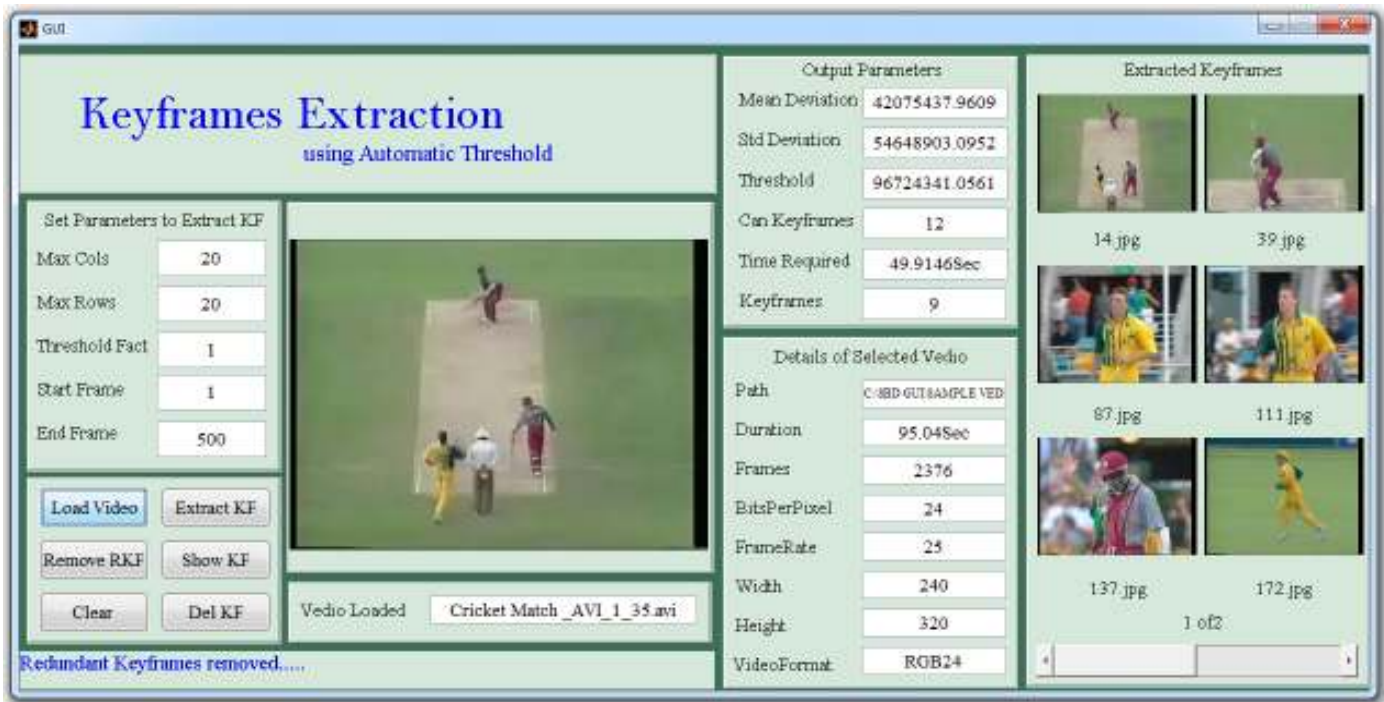 GUI
Keyframes Extraction
using Automatic Threshold
Set Parameters to Extract KF
Max Cols 20
Max Rows 20
Threshold Fact 1
Start Frame 1
End Frame 500
Load Video Extract KF
Remove RKF Show KF
Clear Del KF
Redundant Keyframes removed.....
Vedio Loaded Cricket Match _AVI_1_35.avi
Output Parameters
Mean Deviation 42075437.9609
Std Deviation 54648903.0952
Threshold 96724341.0561
Can Keyframes 12
Time Required 49.9146Sec
Keyframes 9
Details of Selected Vedio
Path C:\SBD GUI\SAMPLE VED
Duration 95.04Sec
Frames 2376
BitsPerPixel 24
FrameRate 25
Width 240
Height 320
VideoFormat RGB24
Extracted Keyframes
14.jpg 39.jpg
87.jpg 111.jpg
137.jpg 172.jpg
1 of2